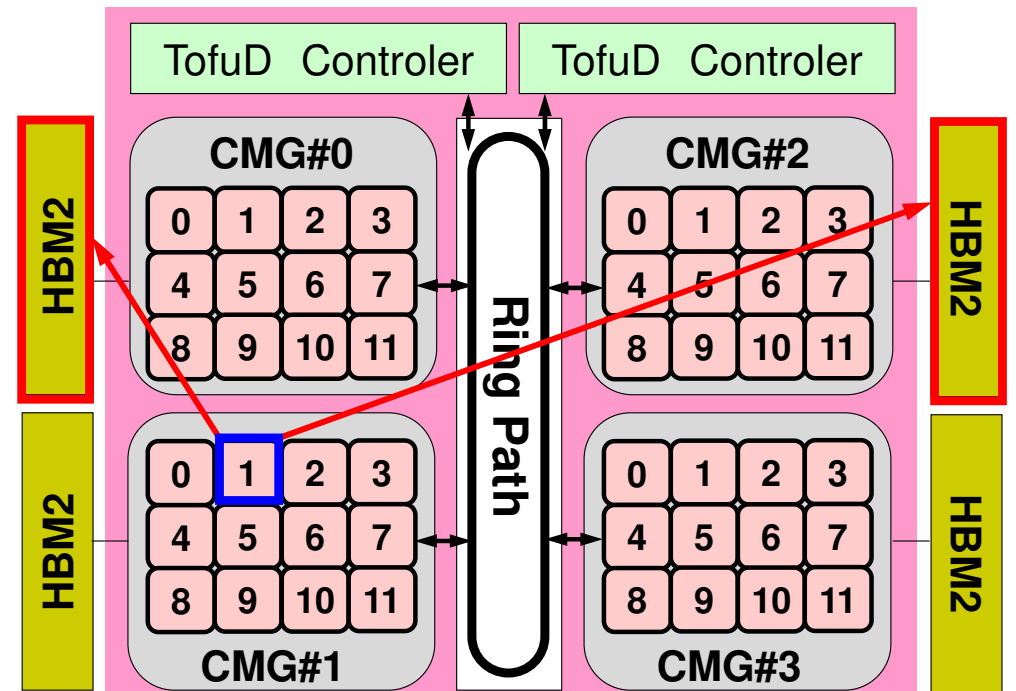 TofuD Controler
TofuD Controler
HBM2
CMG#0
0 1 2 3
4 5 6 7
8 9 10 11
Ring Path
CMG#2
0 1 2 3
4 5 6 7
8 9 10 11
HBM2
HBM2
0 1 2 3
4 5 6 7
8 9 10 11
CMG#1
0 1 2 3
4 5 6 7
8 9 10 11
CMG#3
HBM2